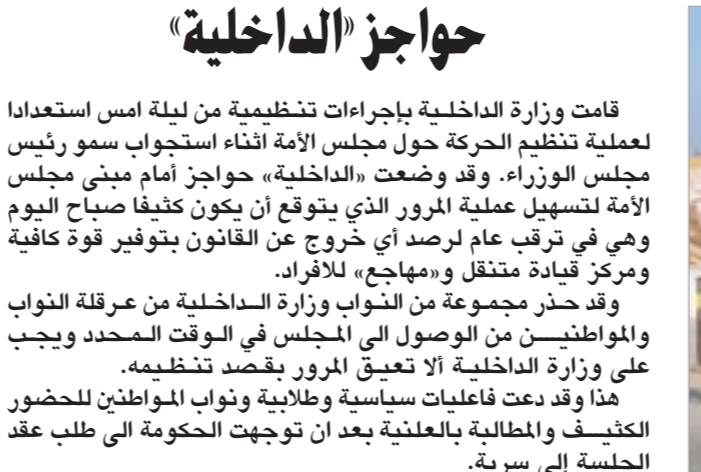 حواجز «الداخلية»
قامت وزارة الداخلية بإجراءات تنظيمية من ليلة امس استعدادا
لعملية تنظيم الحركة حول مجلس الأمة اثناء استجواب سمو رئيس
مجلس الوزراء. وقد وضعت «الداخلية» حواجز أمام مبنى مجلس
الأمة لتسهيل عملية المرور الذي يتوقع أن يكون كثيفا صباح اليوم
وهي في ترقب عام لرصد أي خروج عن القانون بتوفير قوة كافية
ومركز قيادة متنقل و«مهاجع» للافراد.
وقد حذر مجموعة من النواب وزارة الداخلية من عرقلة النواب
والمواطنين من الوصول الى المجلس في الوقت المحدد ويجب
على وزارة الداخلية ألا تعيق المرور بقصد تنظيمه.
هذا وقد دعت فاعليات سياسية وطلابية ونواب المواطنين للحضور
الكثيف والمطالبة بالعلنية بعد ان توجهت الحكومة الى طلب عقد
الجلسة إلى سرية.